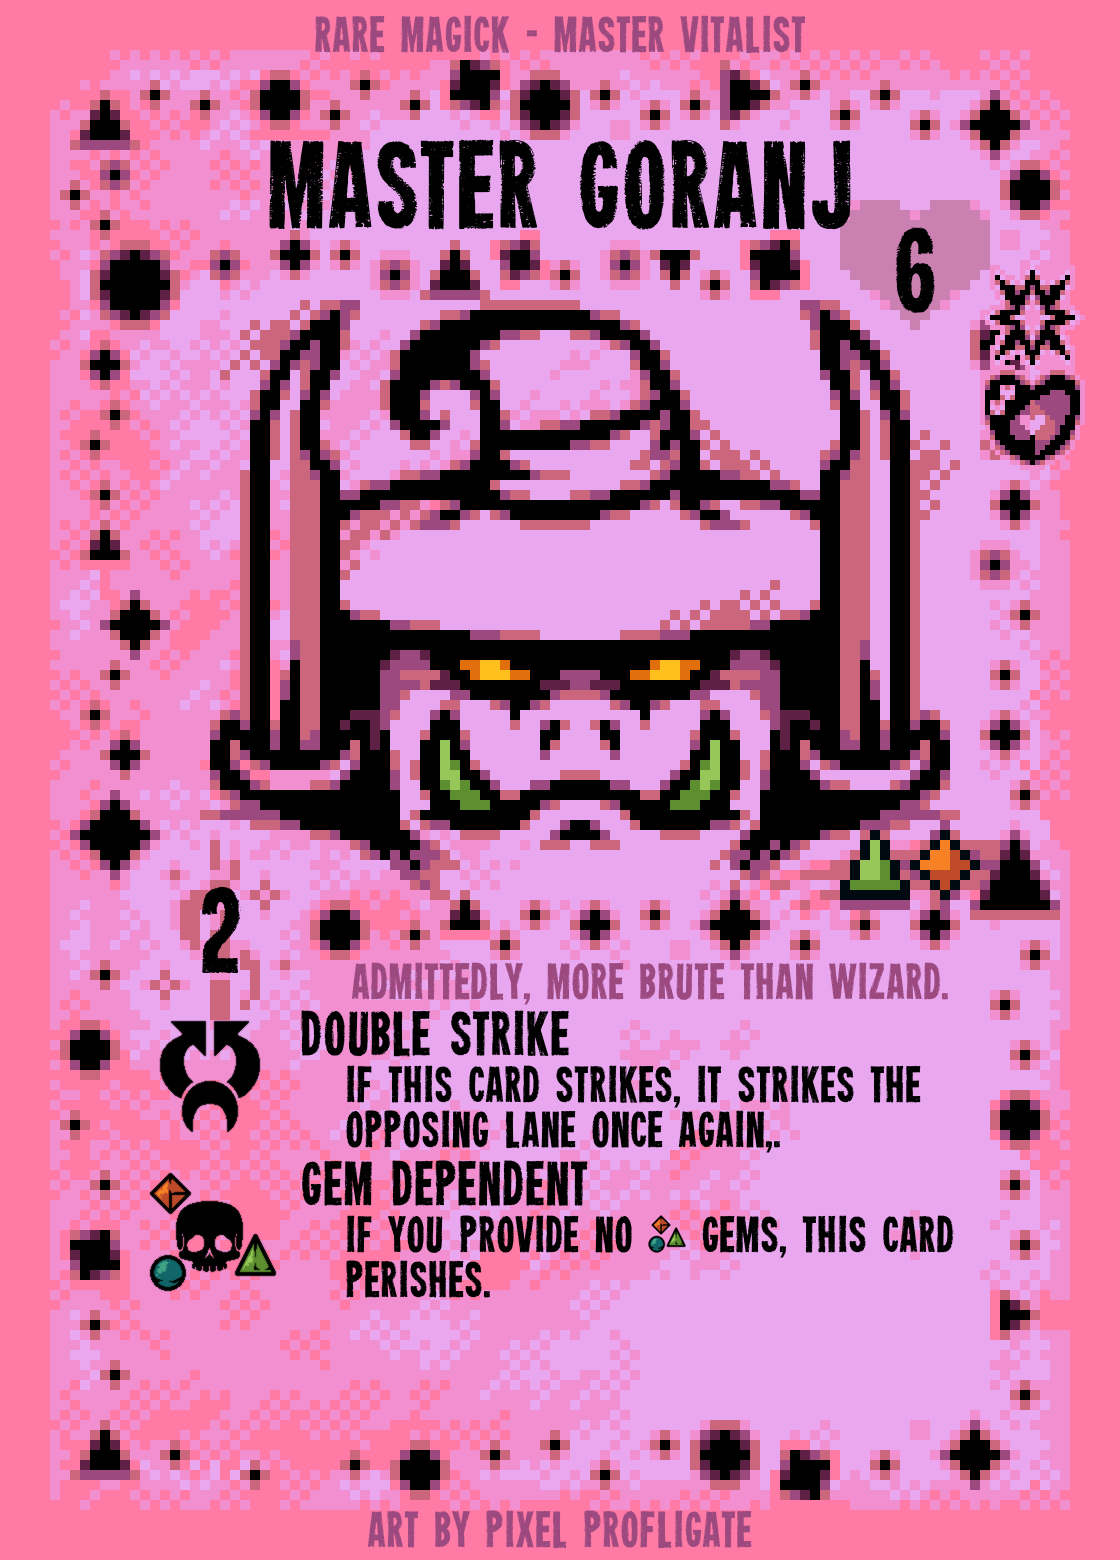 RARE MAGICK - MASTER VITALIST
MASTER GORANJ
6
2
ADMITTEDLY, MORE BRUTE THAN WIZARD.
DOUBLE STRIKE
IF THIS CARD STRIKES, IT STRIKES THE
OPPOSING LANE ONCE AGAIN,.
GEM DEPENDENT
IF YOU PROVIDE NO GEMS, THIS CARD
PERISHES.
ART BY PIXEL PROFLIGATE